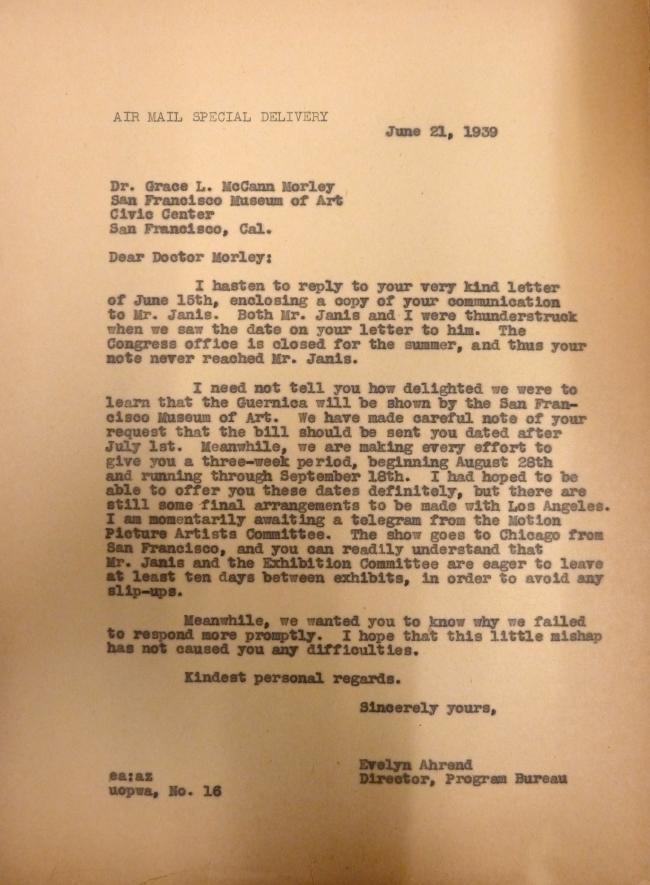 AIR MAIL SPECIAL DELIVERY
June 21, 1939
Dr. Grace L. McCann Morley
San Francisco Museum of Art
Civic Center
San Francisco, Cal.
Dear Doctor Morley:
I hasten to reply to your very kind letter
of June 15th, enclosing a copy of your communication
to Mr. Janis. Both Mr. Janis and I were thunderstruck
when we saw the date on your letter to him. The
Congress office is closed for the summer, and thus your
note never reached Mr. Janis.
I need not tell you how delighted we were to
learn that the Guernica will be shown by the San Fran-
cisco Museum of Art. We have made careful note of your
request that the bill should be sent you dated after
July 1st. Meanwhile, we are making every effort to
give you a three-week period, beginning August 28th
and running through September 18th. I had hoped to be
able to offer you these dates definitely, but there are
still some final arrangements to be made with Los Angeles.
I am momentarily awaiting a telegram from the Motion
Picture Artists Committee. The show goes to Chicago from
San Francisco, and you can readily understand that
Mr. Janis and the Exhibition Committee are eager to leave
at least ten days between exhibits, in order to avoid any
slip-ups.
Meanwhile, we wanted you to know why we failed
to respond more promptly. I hope that this little mishap
has not caused you any difficulties.
Kindest personal regards.
Sincerely yours,
Evelyn Ahrend
Director, Program Bureau
ea:az
uopwa, No. 16